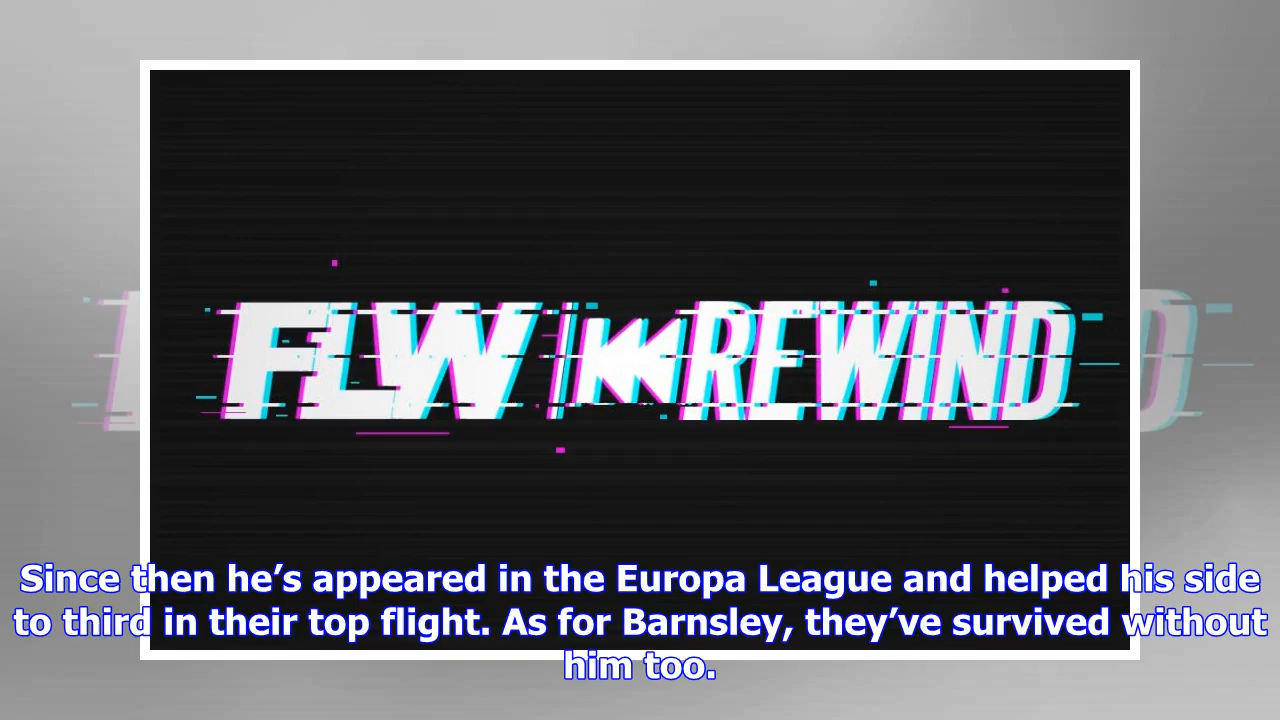 FLW REWIND
Since then he’s appeared in the Europa League and helped his side
to third in their top flight. As for Barnsley, they’ve survived without
him too.